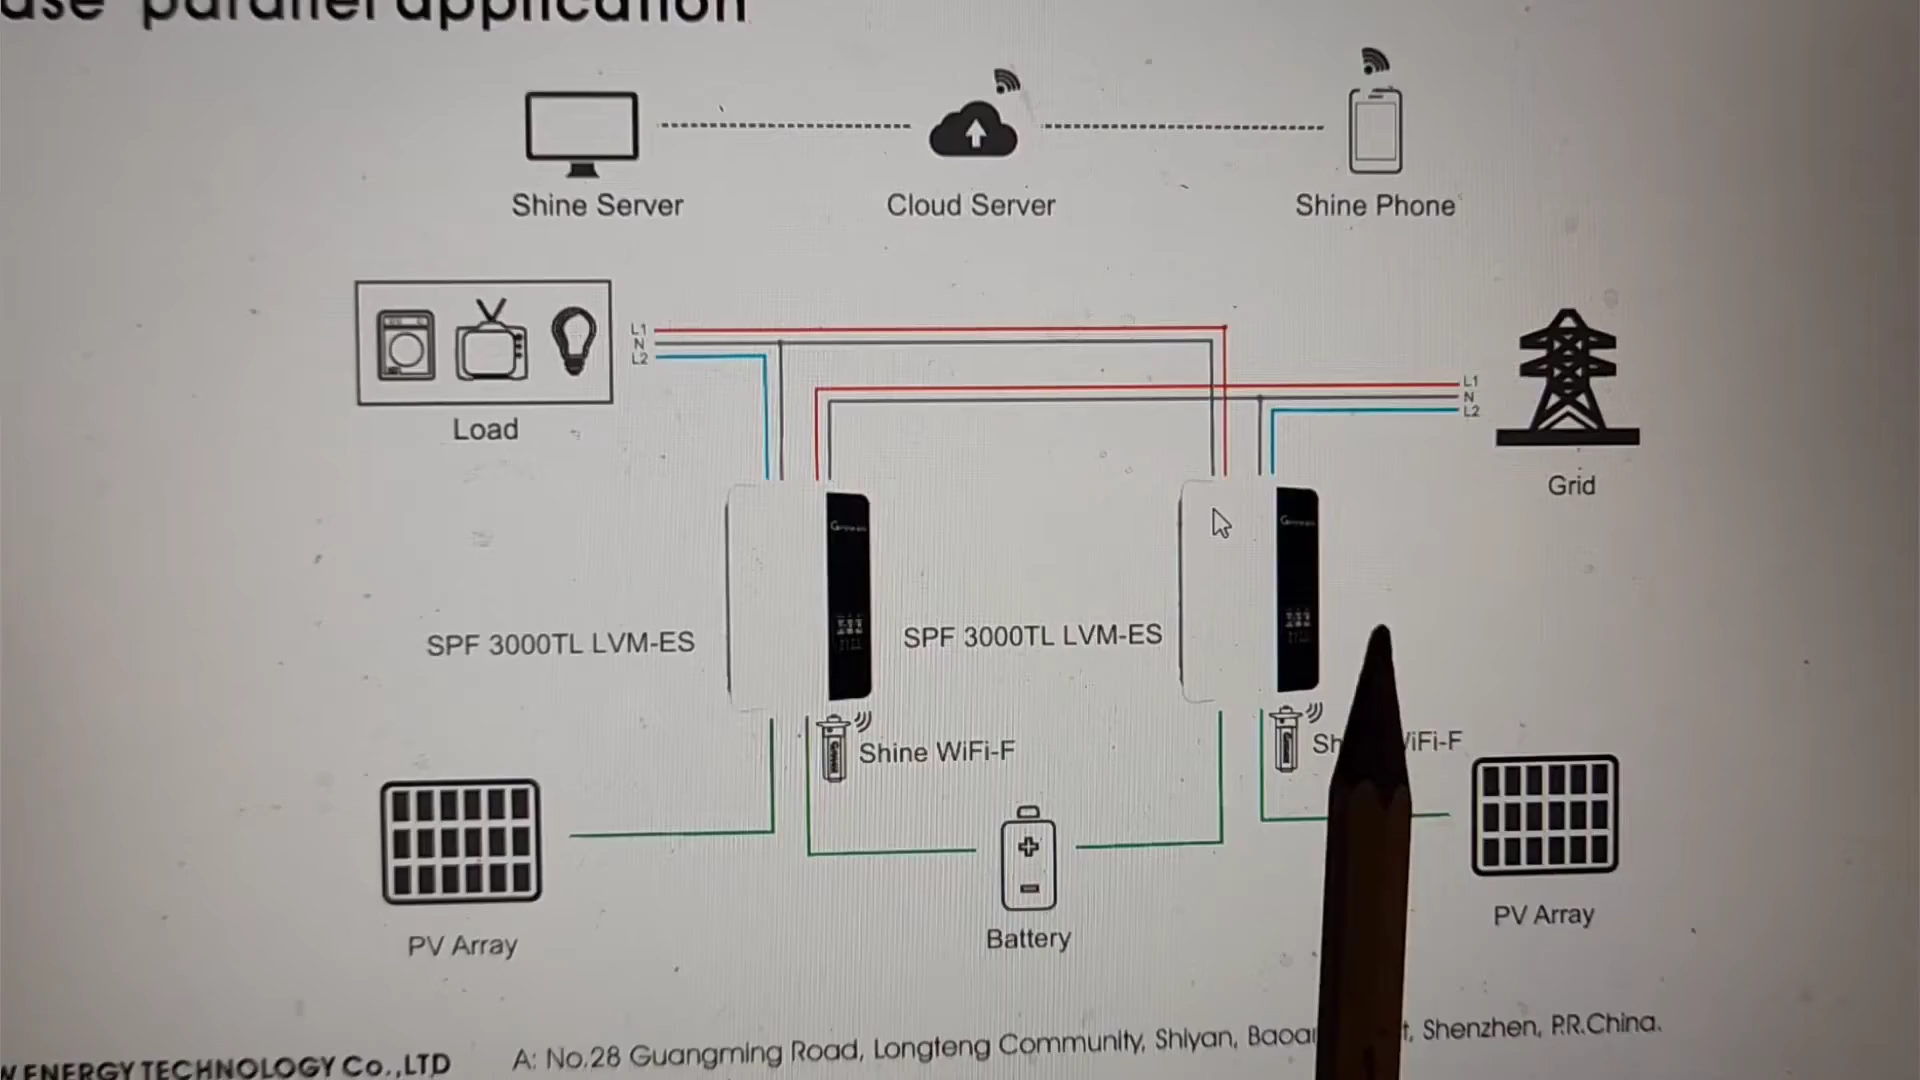 parallel application
Shine Server
Cloud Server
Shine Phone
L1
N
L2
Load
L1
N
L2
Grid
SPF 3000TL LVM-ES
SPF 3000TL LVM-ES
Shine WiFi-F
iFi-F
Battery
PV Array
PV Array
ENERGY TECHNOLOGY Co.,LTD
A: No.28 Guangming Road, Longteng Community, Shiyan, Shenzhen, P.R.China.